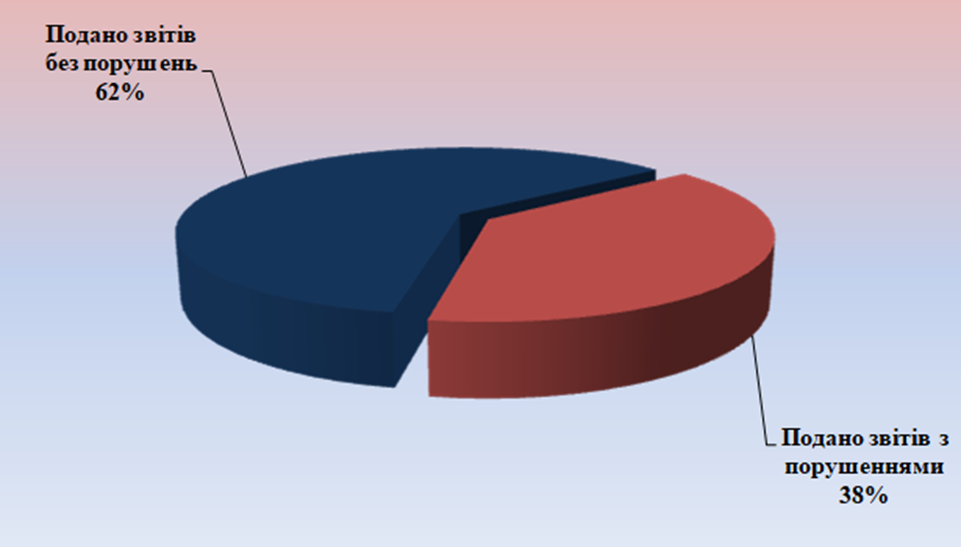 Подано звітів
без порушень
62%
Подано звітів з
порушеннями
38%